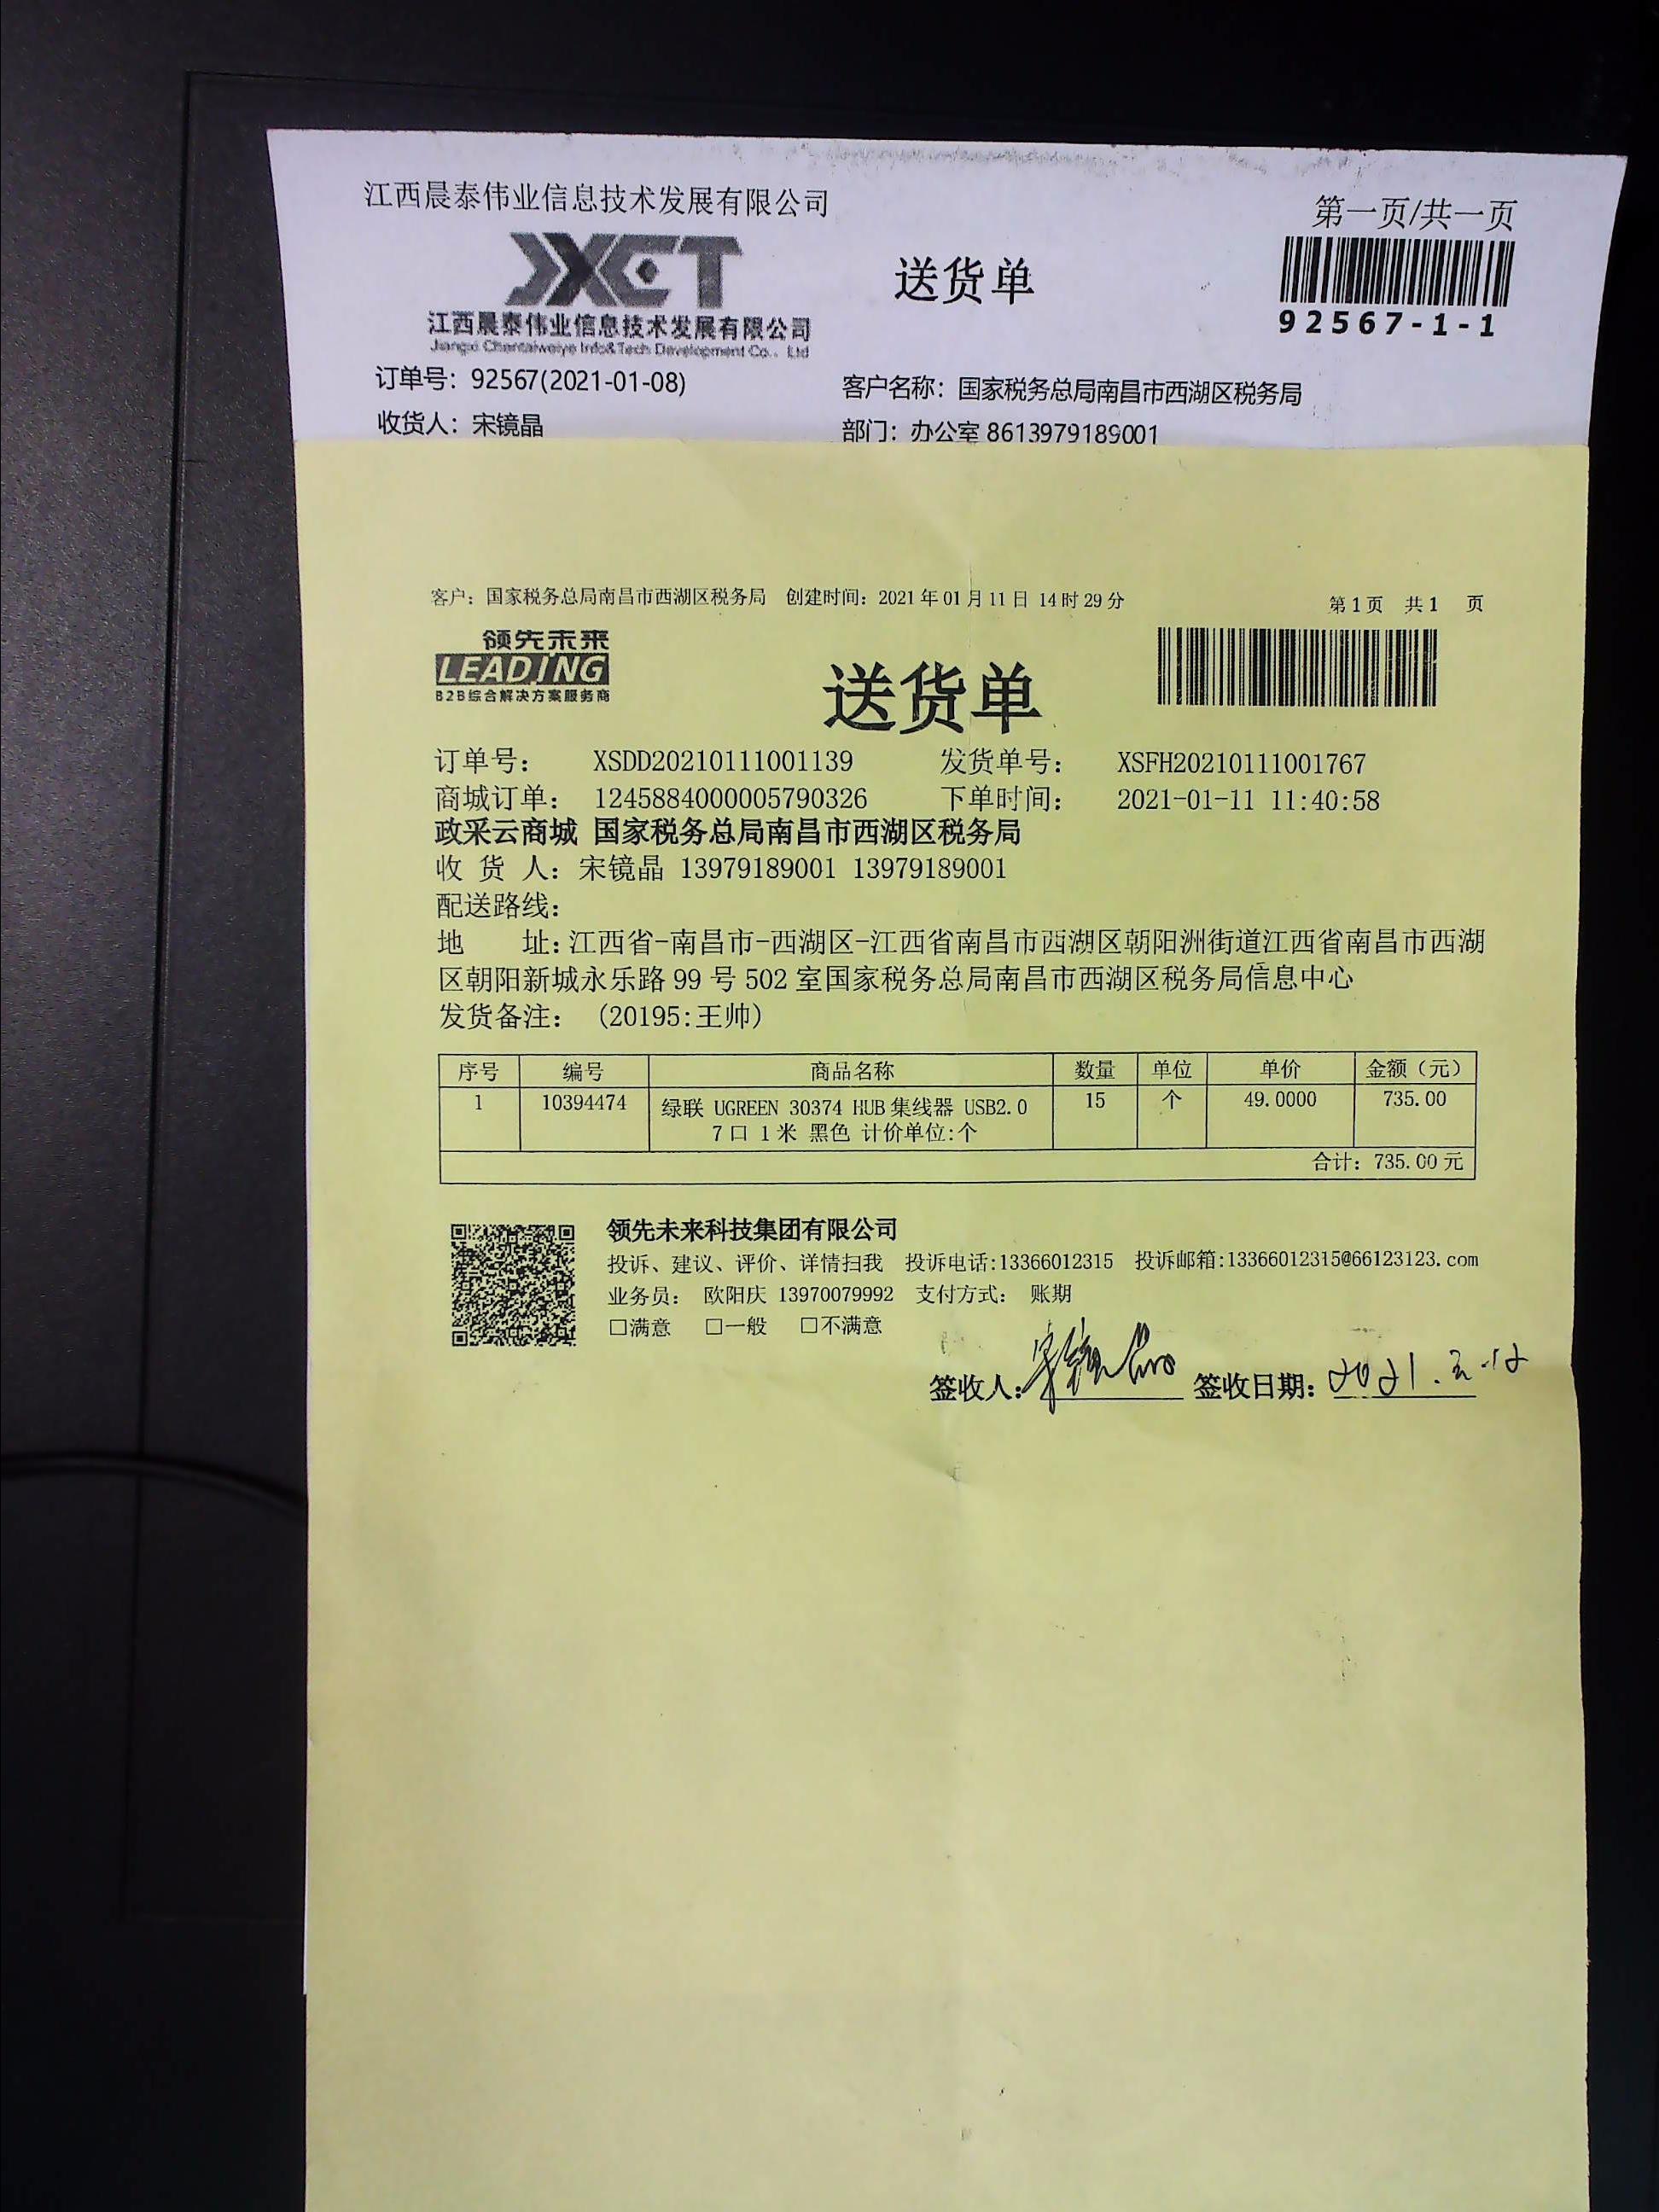 江西晨泰伟业信息技术发展有限公司
第一页/共一页
JXCT
送货单
江西晨泰伟业信息技术发展有限公司
Jiangxi Chentaiweiye Info&Tech Development Co., Ltd
92567-1-1
订单号：92567(2021-01-08)
客户名称：国家税务总局南昌市西湖区税务局
收货人：宋镜晶
部门：办公室 8613979189001
客户：国家税务总局南昌市西湖区税务局 创建时间：2021年01月11日 14时29分
第1页 共1 页
领先未来
LEADING
B2B综合解决方案服务商
送货单
订单号： XSDD20210111001139 发货单号： XSFH20210111001767
商城订单： 1245884000005790326 下单时间： 2021-01-11 11:40:58
政采云商城 国家税务总局南昌市西湖区税务局
收 货 人：宋镜晶 13979189001 13979189001
配送路线：
地 址：江西省-南昌市-西湖区-江西省南昌市西湖区朝阳洲街道江西省南昌市西湖
区朝阳新城永乐路99号502室国家税务总局南昌市西湖区税务局信息中心
发货备注： (20195:王帅)
序号 编号 商品名称 数量 单位 单价 金额（元）
1 10394474 绿联 UGREEN 30374 HUB集线器 USB2.0 15 个 49.0000 735.00
7口 1米 黑色 计价单位:个
合计：735.00元
领先未来科技集团有限公司
投诉、建议、评价、详情扫我 投诉电话:13366012315 投诉邮箱:13366012315@66123123.com
业务员： 欧阳庆 13970079992 支付方式： 账期
□满意 □一般 □不满意
签收人：宋镜晶 签收日期：2021.